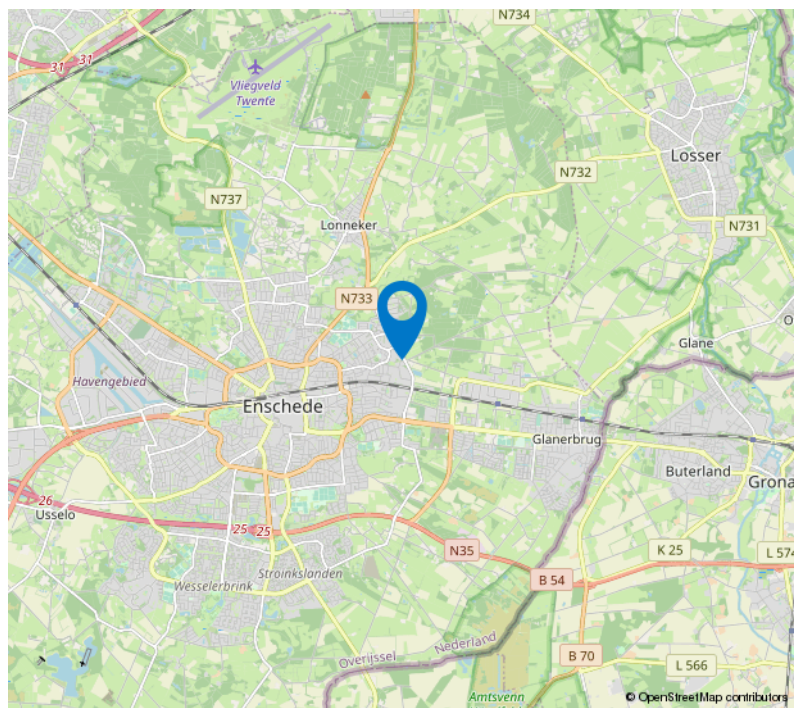 N734
31
31
Vliegveld
Twente
Losser
N732
N737
Lonneker
N731
N733
Glane
Havengebied
Enschede
Glanerbrug
Buterland
Grona
26
Usselo
25
25
N35
K 25
L 574
Stroinkslanden
Wesselerbrink
B 54
Overijssel
Nederland
B 70
L 566
Amtsvenn
© OpenStreetMap contributors